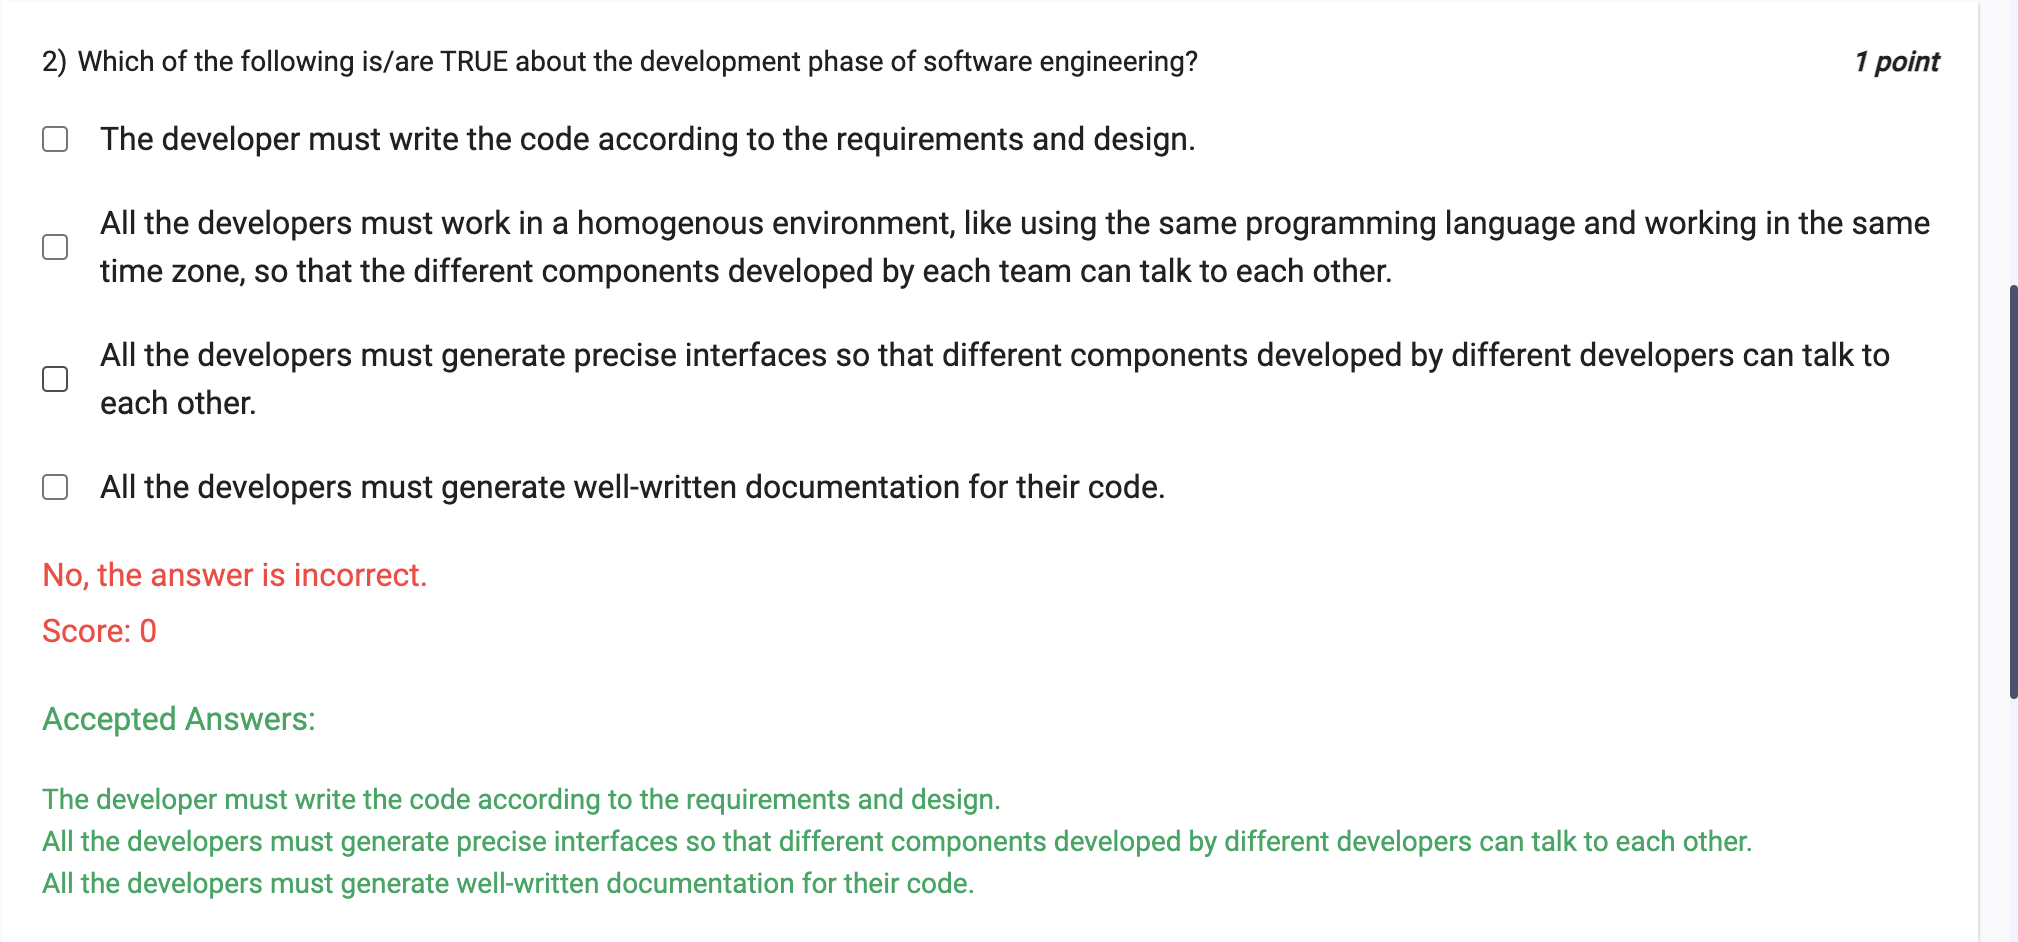 2) Which of the following is/are TRUE about the development phase of software engineering?
1 point
The developer must write the code according to the requirements and design.
All the developers must work in a homogenous environment, like using the same programming language and working in the same
time zone, so that the different components developed by each team can talk to each other.
All the developers must generate precise interfaces so that different components developed by different developers can talk to
each other.
All the developers must generate well-written documentation for their code.
No, the answer is incorrect.
Score: 0
Accepted Answers:
The developer must write the code according to the requirements and design.
All the developers must generate precise interfaces so that different components developed by different developers can talk to each other.
All the developers must generate well-written documentation for their code.